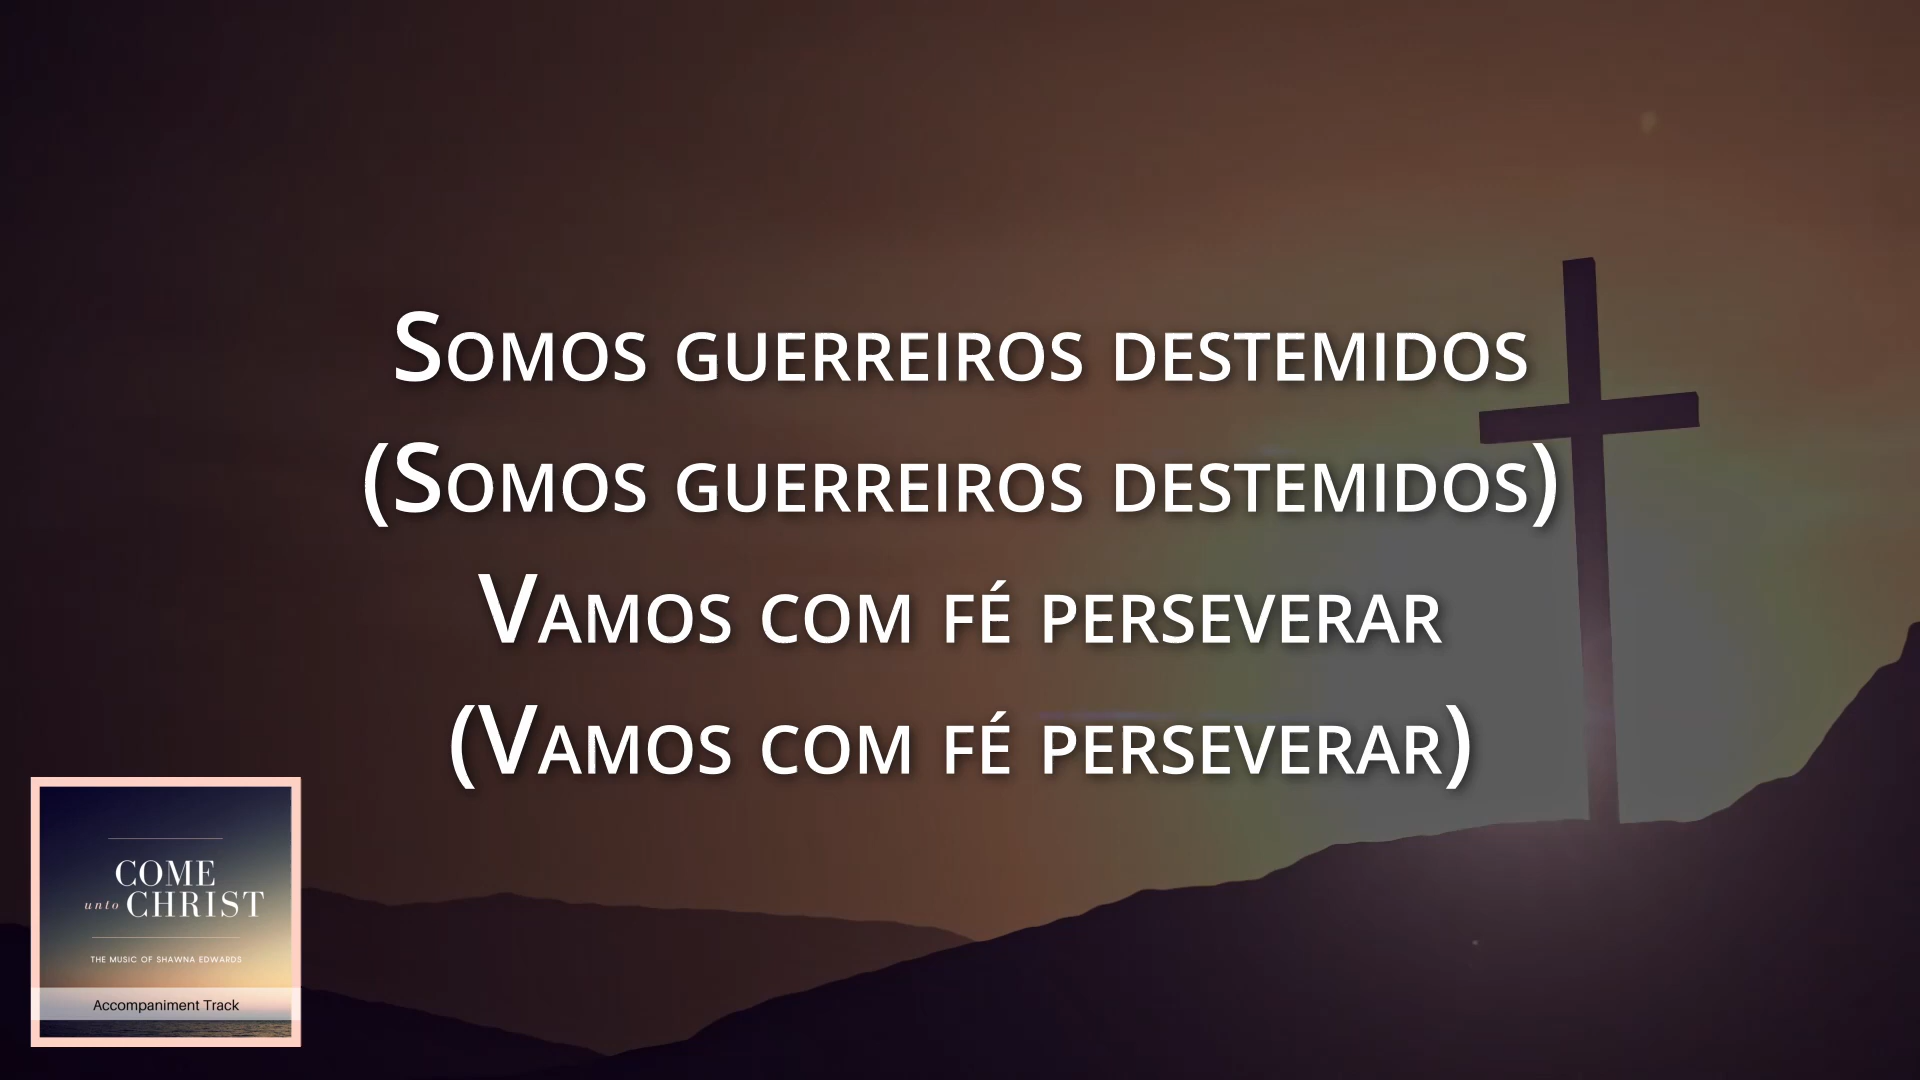 Somos guerreiros destemidos
(Somos guerreiros destemidos)
Vamos com fé perseverar
(Vamos com fé perseverar)
COME
unto CHRIST
THE MUSIC OF SHAWNA EDWARDS
Accompaniment Track